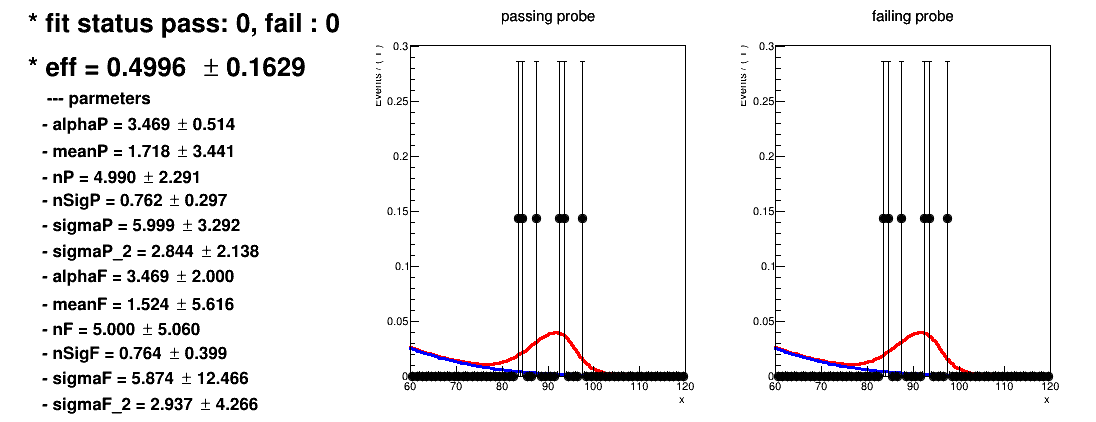 * fit status pass: 0, fail : 0
* eff = 0.4996 ± 0.1629
--- parmeters
- alphaP = 3.469 ± 0.514
- meanP = 1.718 ± 3.441
- nP = 4.990 ± 2.291
- nSigP = 0.762 ± 0.297
- sigmaP = 5.999 ± 3.292
- sigmaP_2 = 2.844 ± 2.138
- alphaF = 3.469 ± 2.000
- meanF = 1.524 ± 5.616
- nF = 5.000 ± 5.060
- nSigF = 0.764 ± 0.399
- sigmaF = 5.874 ± 12.466
- sigmaF_2 = 2.937 ± 4.266
passing probe
Events / ( 1 )
0.3
0.25
0.2
0.15
0.1
0.05
0
60 70 80 90 100 110 120
x
failing probe
Events / ( 1 )
0.3
0.25
0.2
0.15
0.1
0.05
0
60 70 80 90 100 110 120
x